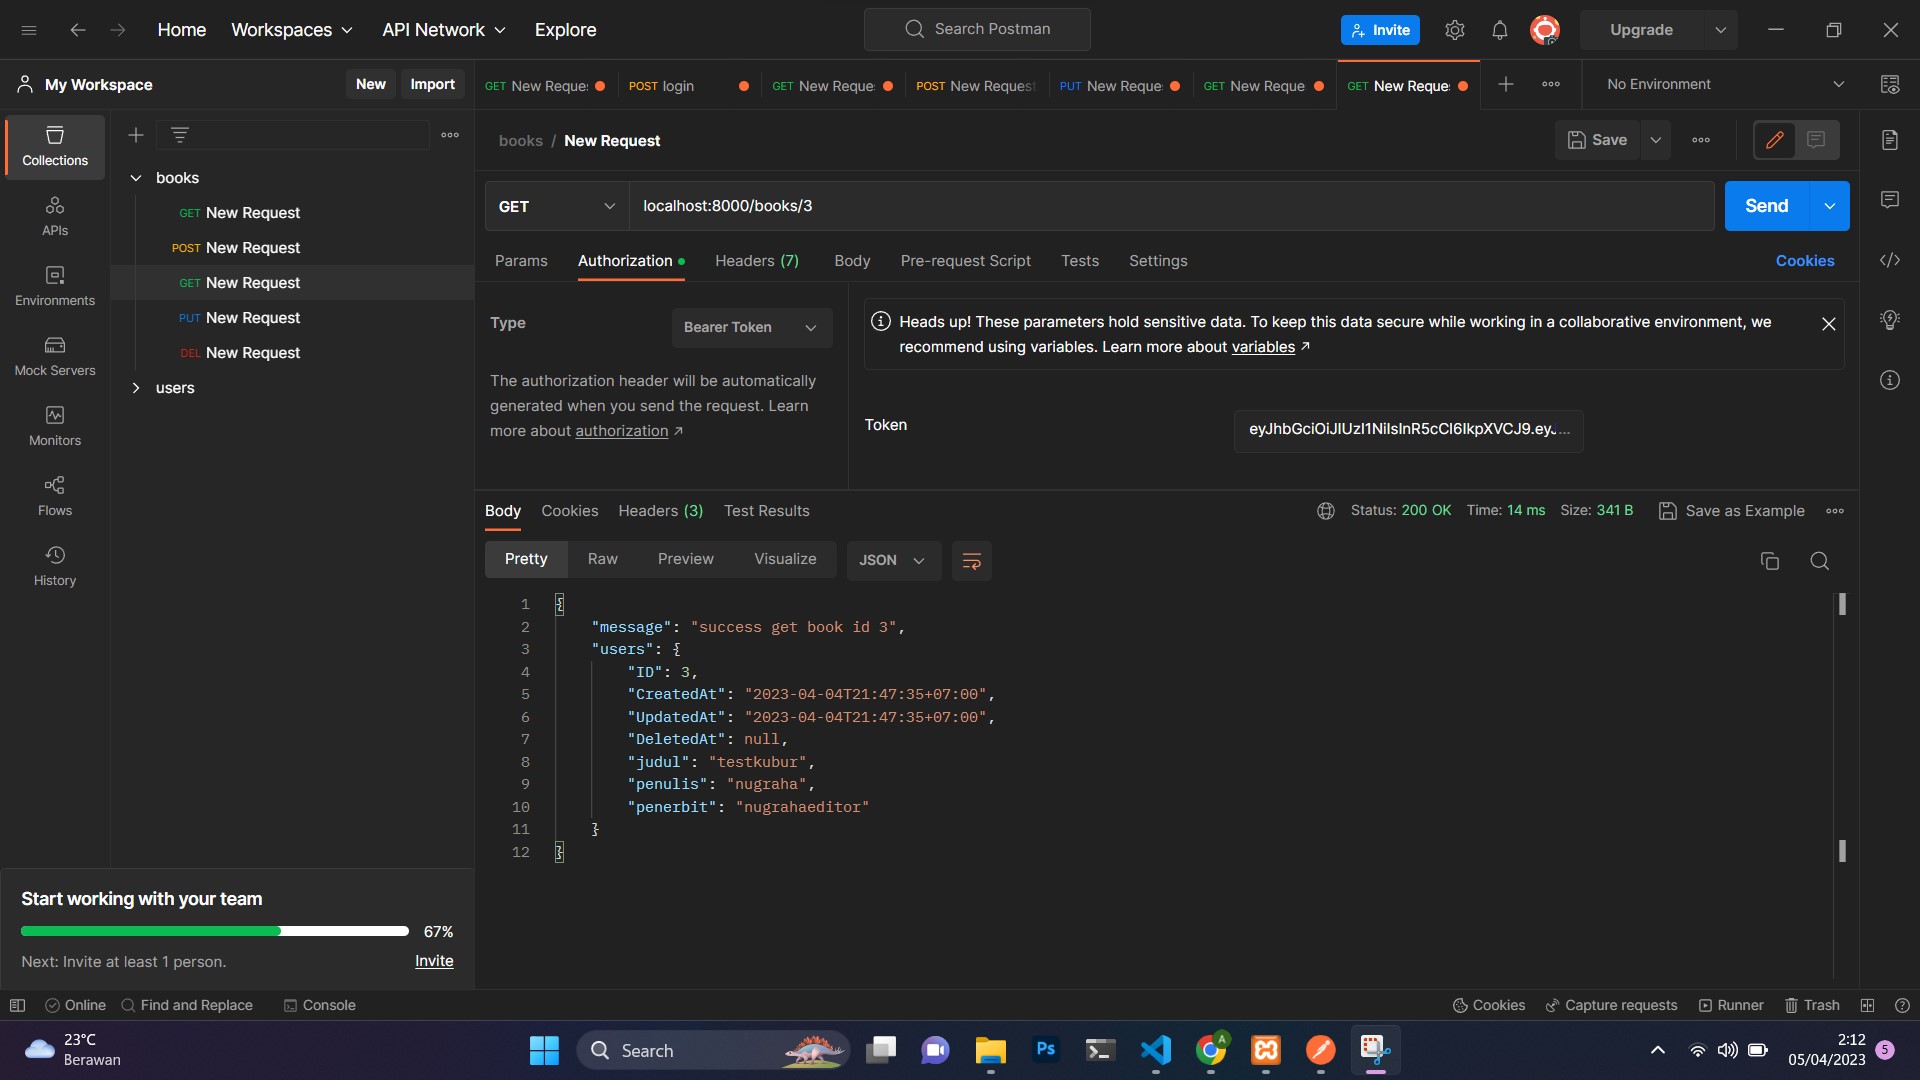 Home Workspaces API Network Explore
Search Postman
Invite
Upgrade
My Workspace
New Import
GET New Reque:
POST login
GET New Reque:
POST New Request
PUT New Reque:
GET New Reque
GET New Reque:
No Environment
Collections
APIs
Environments
Mock Servers
Monitors
Flows
History
books
GET New Request
POST New Request
GET New Request
PUT New Request
DEL New Request
users
books / New Request
Save
GET localhost:8000/books/3
Send
Params Authorization Headers (7) Body Pre-request Script Tests Settings
Cookies
Type
Bearer Token
The authorization header will be automatically
generated when you send the request. Learn
more about authorization ↗
Heads up! These parameters hold sensitive data. To keep this data secure while working in a collaborative environment, we
recommend using variables. Learn more about variables ↗
Token
eyJhbGciOiJIUzI1NiIsInR5cCI6IkpXVCJ9.eyJ...
Body Cookies Headers (3) Test Results
Status: 200 OK Time: 14 ms Size: 341 B
Save as Example
Pretty Raw Preview Visualize
JSON
1 {
2 "message": "success get book id 3",
3 "users": {
4 "ID": 3,
5 "CreatedAt": "2023-04-04T21:47:35+07:00",
6 "UpdatedAt": "2023-04-04T21:47:35+07:00",
7 "DeletedAt": null,
8 "judul": "testkubur",
9 "penulis": "nugraha",
10 "penerbit": "nugrahaeditor"
11 }
12 }
Start working with your team
67%
Next: Invite at least 1 person.
Invite
Online Find and Replace Console
Cookies Capture requests Runner Trash
23°C
Berawan
Search
Ps
A
2:12
05/04/2023
5